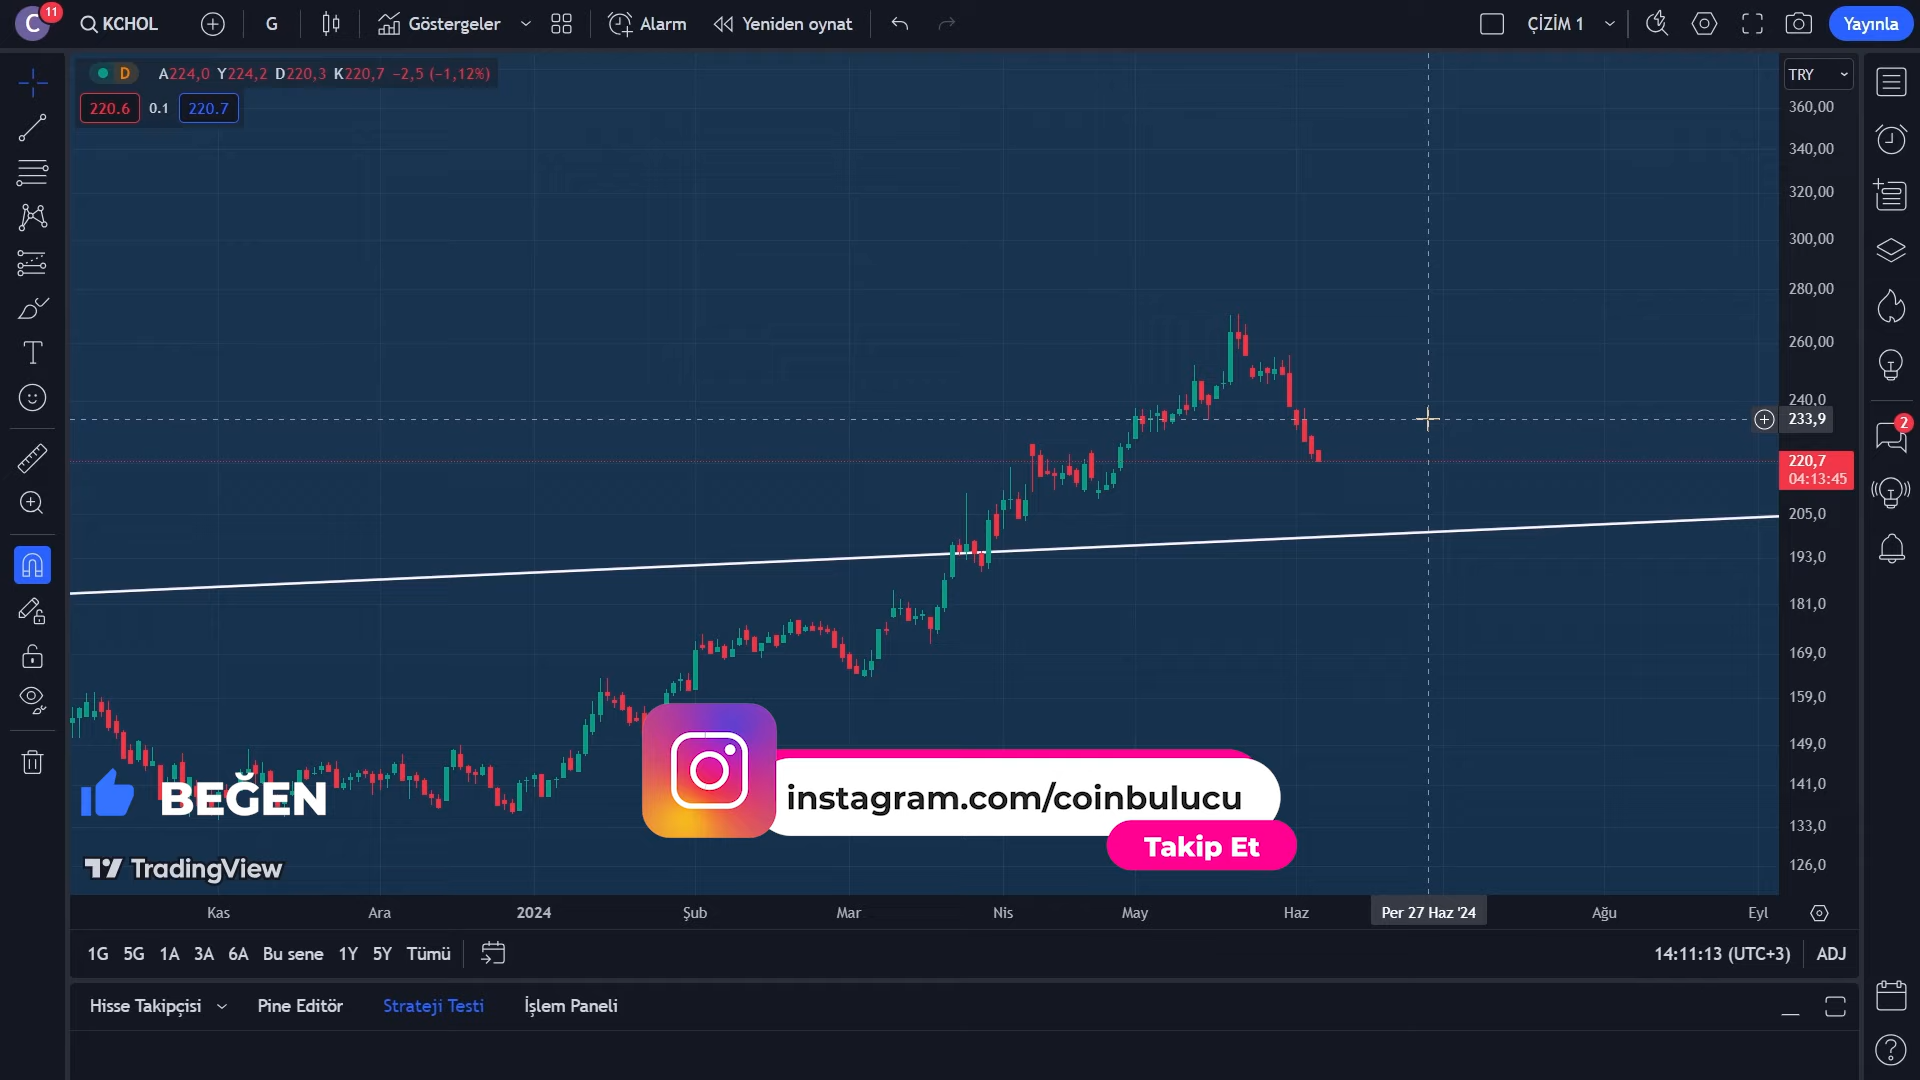 C
11
KCHOL
G
Göstergeler
Alarm
Yeniden oynat
ÇİZİM 1
Yayınla
D
A224,0 Y224,2 D220,3 K220,7 −2,5 (−1,12%)
220.6
0.1
220.7
TRY
360,00
340,00
320,00
300,00
280,00
260,00
240,00
233,9
220,7
04:13:45
205,0
193,0
181,0
169,0
159,0
149,0
141,0
133,0
126,0
2
BEĞEN
instagram.com/coinbulucu
Takip Et
TradingView
Kas
Ara
2024
Şub
Mar
Nis
May
Haz
Per 27 Haz '24
Ağu
Eyl
1G 5G 1A 3A 6A Bu sene 1Y 5Y Tümü
14:11:13 (UTC+3)
ADJ
Hisse Takipçisi
Pine Editör
Strateji Testi
İşlem Paneli